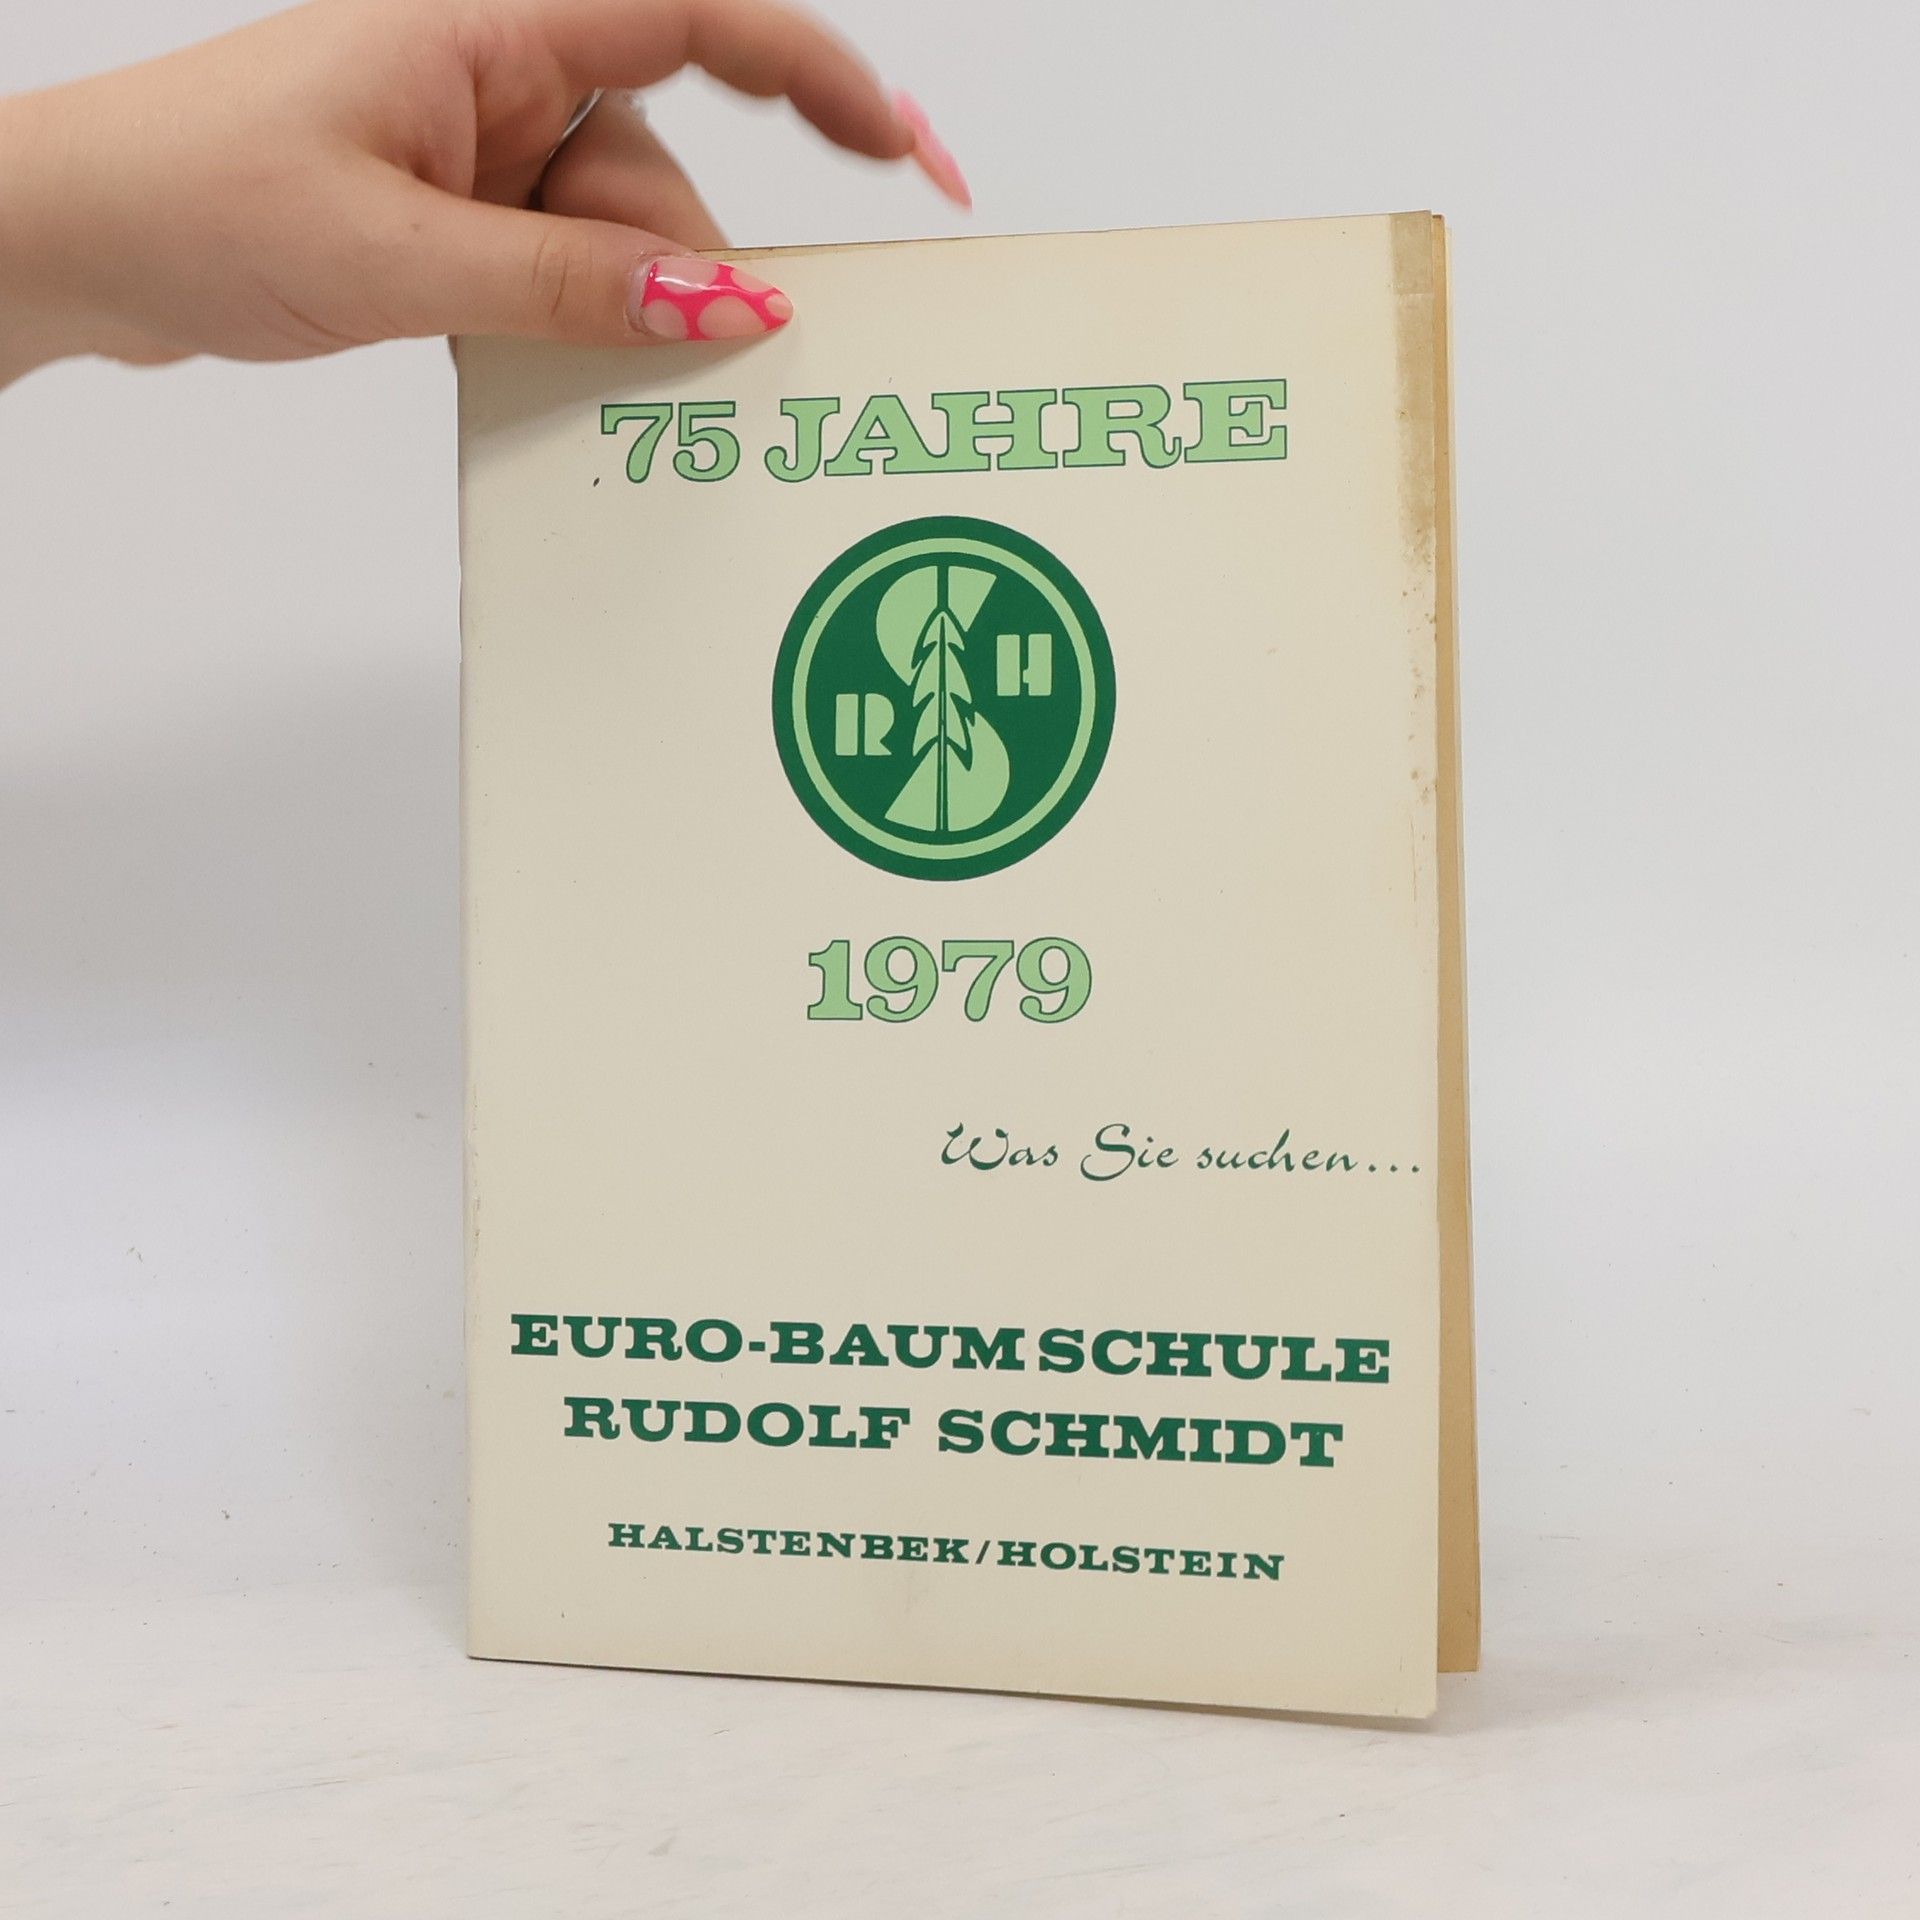 75 JAHRE
R S H
1979
Was Sie suchen...
EURO-BAUMSCHULE
RUDOLF SCHMIDT
HALSTENBEK/HOLSTEIN